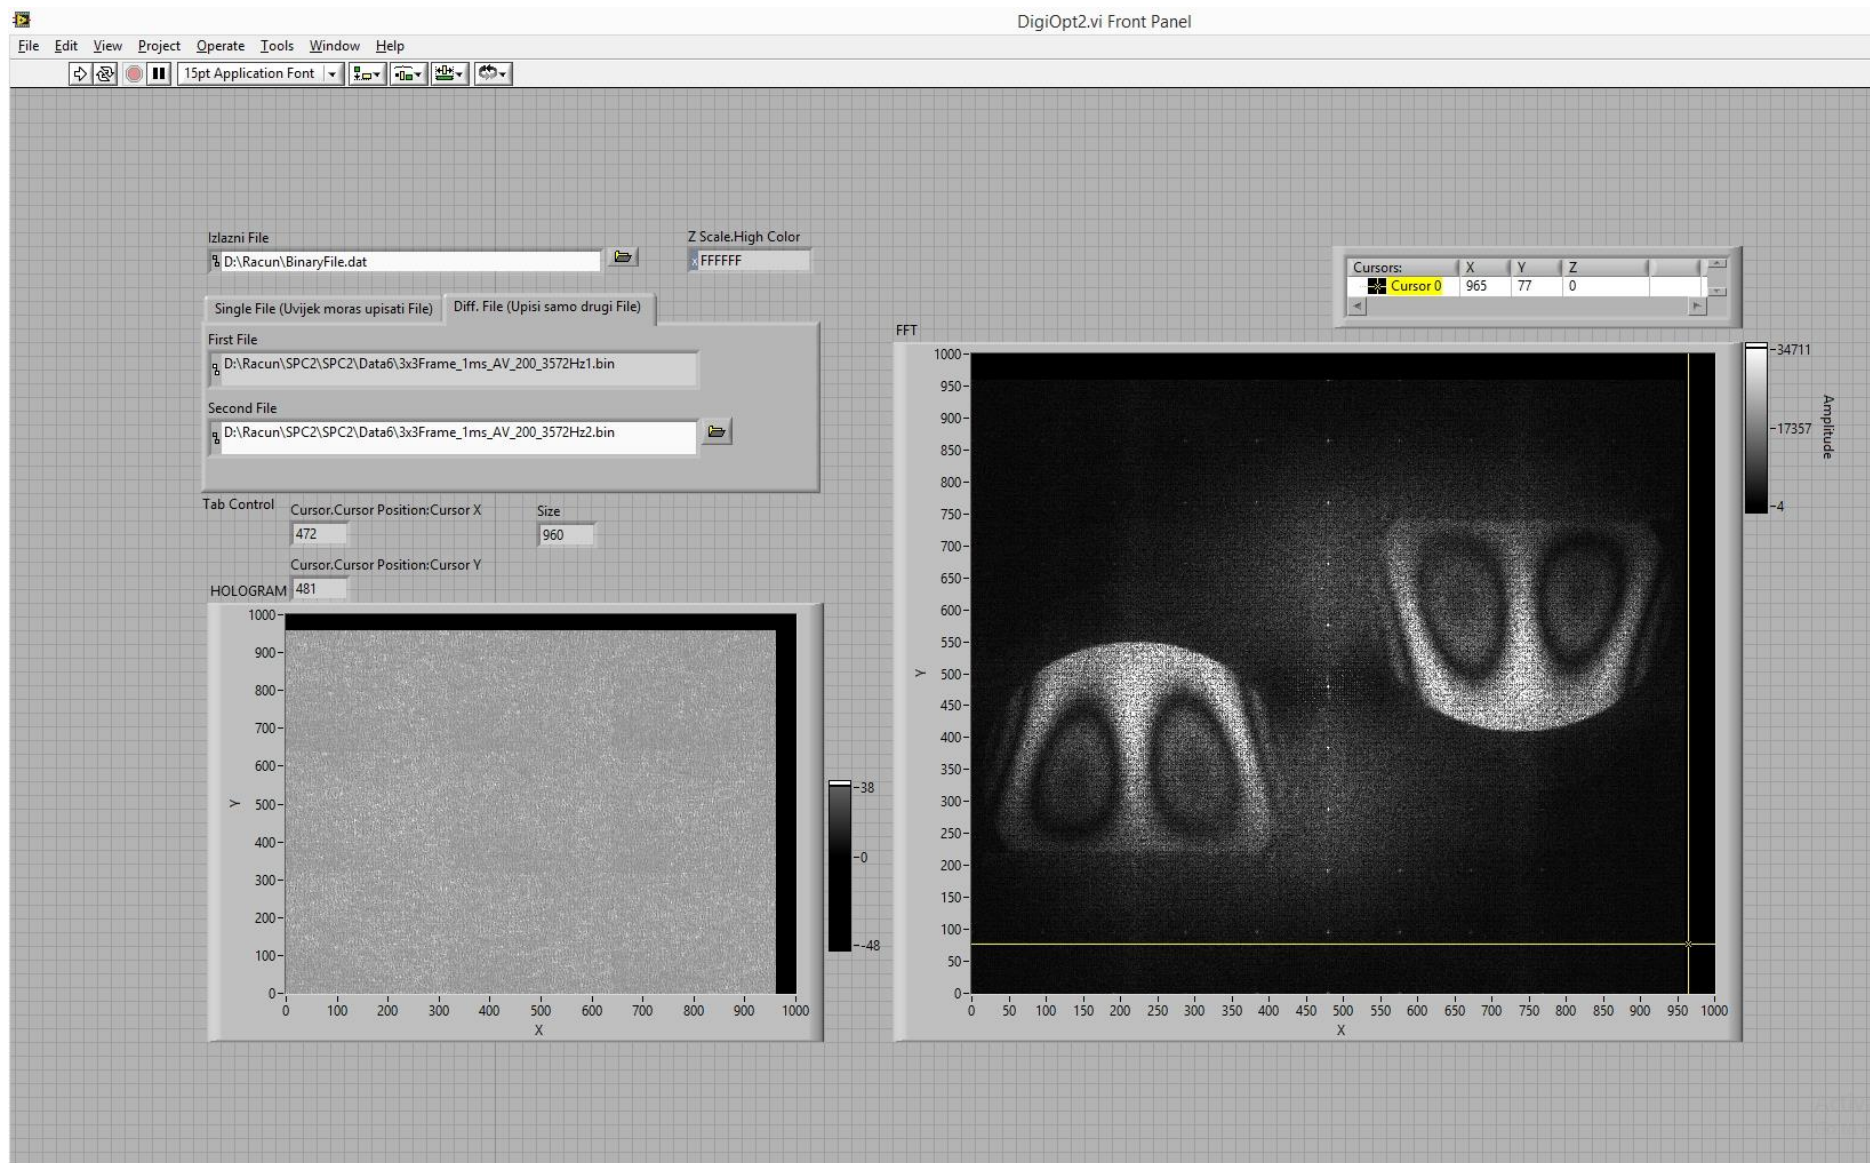 DigiOpt2.vi Front Panel
File Edit View Project Operate Tools Window Help
15pt Application Font
Izlazni File
D:\Racun\BinaryFile.dat
Z Scale.High Color
x FFFFFF
Single File (Uvijek moras upisati File)
Diff. File (Upisi samo drugi File)
First File
D:\Racun\SPC2\SPC2\Data6\3x3Frame_1ms_AV_200_3572Hz1.bin
Second File
D:\Racun\SPC2\SPC2\Data6\3x3Frame_1ms_AV_200_3572Hz2.bin
Tab Control
Cursor.Cursor Position:Cursor X
472
Size
960
Cursor.Cursor Position:Cursor Y
481
HOLOGRAM
1000
900
800
700
600
500
400
300
200
100
0
Y
0 100 200 300 400 500 600 700 800 900 1000
X
38
0
-48
Cursors: X Y Z
Cursor 0 965 77 0
FFT
1000
950
900
850
800
750
700
650
600
550
500
450
400
350
300
250
200
150
100
50
0
Y
0 50 100 150 200 250 300 350 400 450 500 550 600 650 700 750 800 850 900 950 1000
X
34711
17357
4
Amplitude